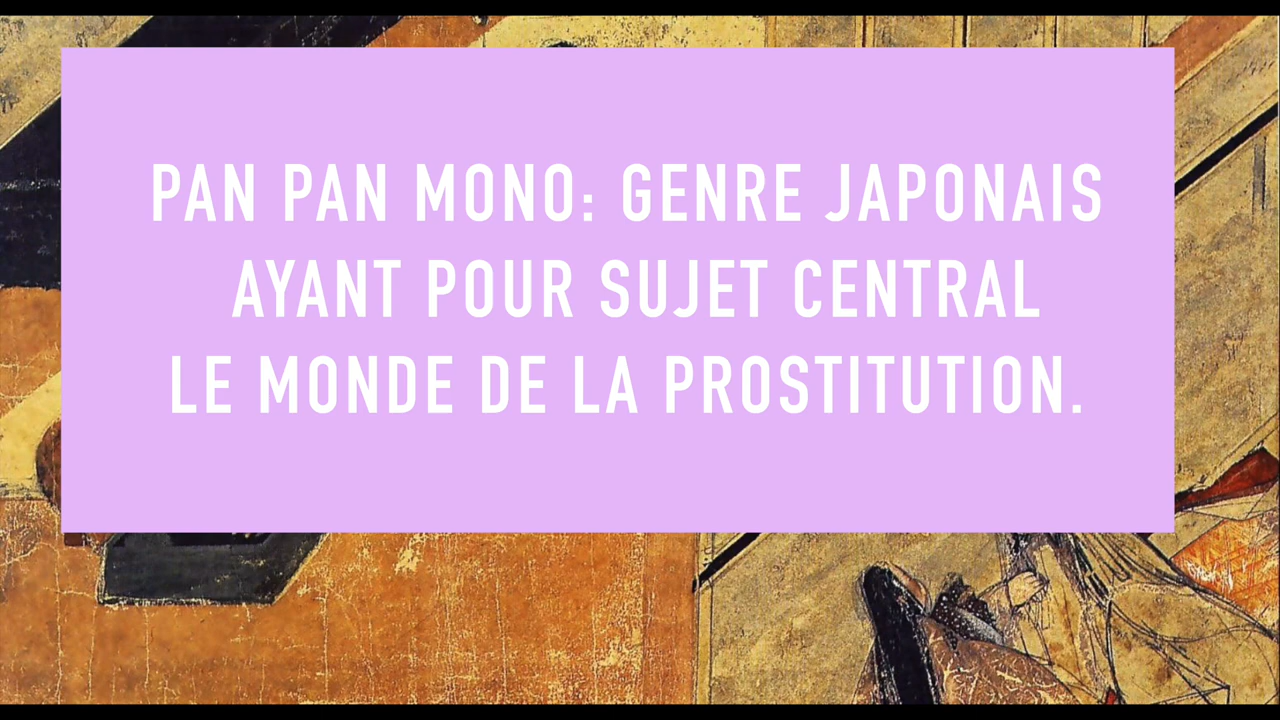 PAN PAN MONO: GENRE JAPONAIS
AYANT POUR SUJET CENTRAL
LE MONDE DE LA PROSTITUTION.